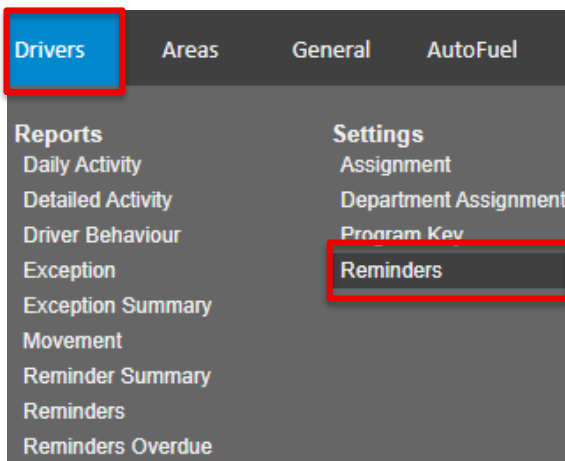 Drivers Areas General AutoFuel
Reports
Daily Activity
Detailed Activity
Driver Behaviour
Exception
Exception Summary
Movement
Reminder Summary
Reminders
Reminders Overdue
Settings
Assignment
Department Assignment
Program Key
Reminders